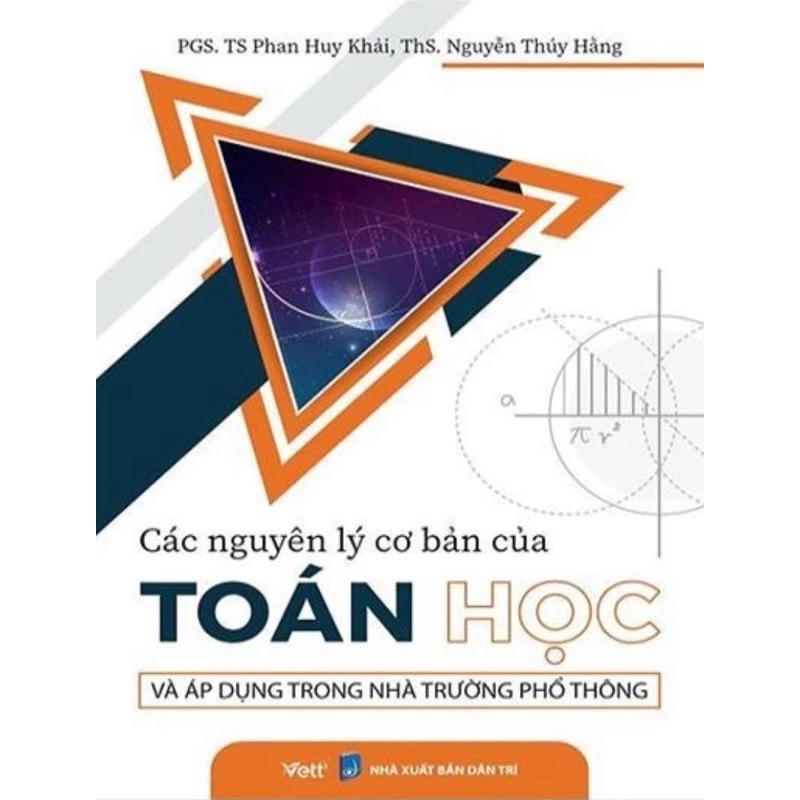 PGS. TS Phan Huy Khải, ThS. Nguyễn Thúy Hằng
a
πr²
Các nguyên lý cơ bản của
TOÁN HỌC
VÀ ÁP DỤNG TRONG NHÀ TRƯỜNG PHỔ THÔNG
Vett NHÀ XUẤT BẢN DÂN TRÍ